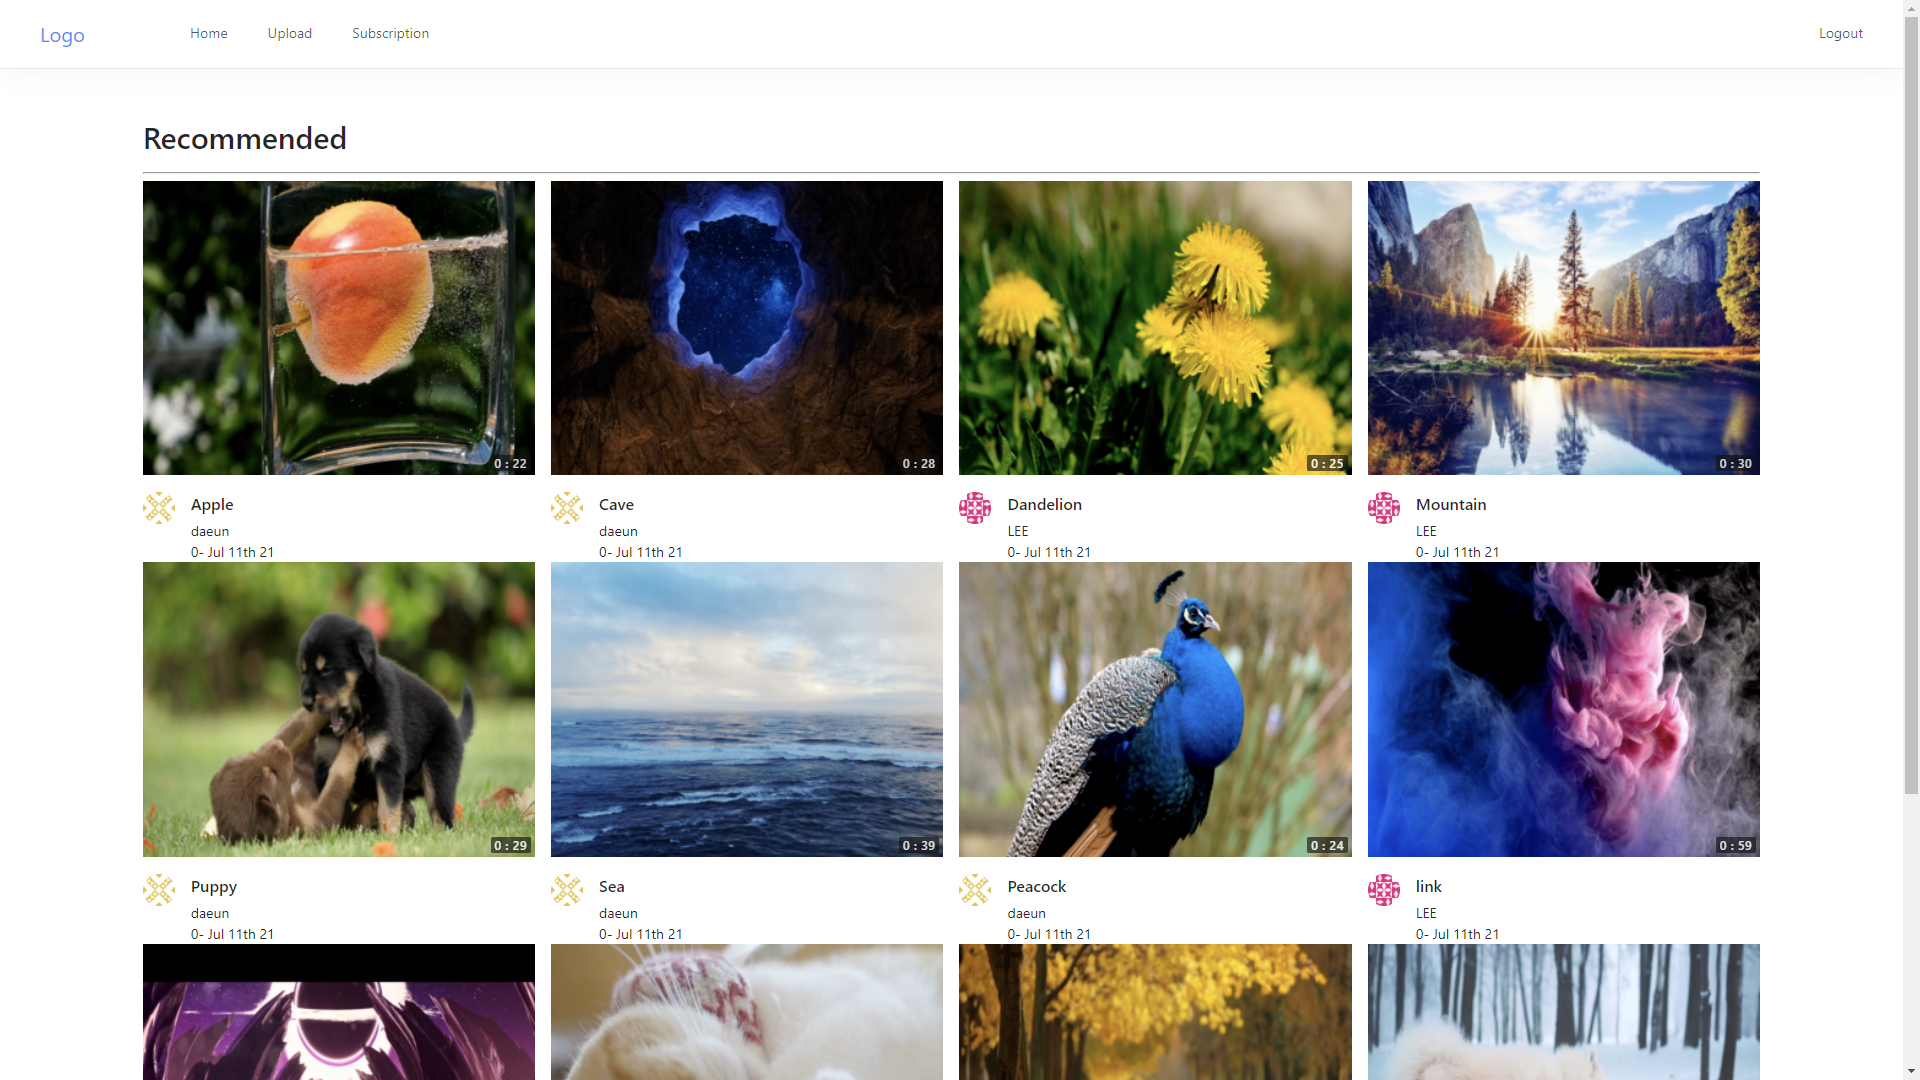 Logo Home Upload Subscription Logout
Recommended
0 : 22 0 : 28 0 : 25 0 : 30
Apple Cave Dandelion Mountain
daeun daeun LEE LEE
0- Jul 11th 21 0- Jul 11th 21 0- Jul 11th 21 0- Jul 11th 21
0 : 29 0 : 39 0 : 24 0 : 59
Puppy Sea Peacock link
daeun daeun daeun LEE
0- Jul 11th 21 0- Jul 11th 21 0- Jul 11th 21 0- Jul 11th 21